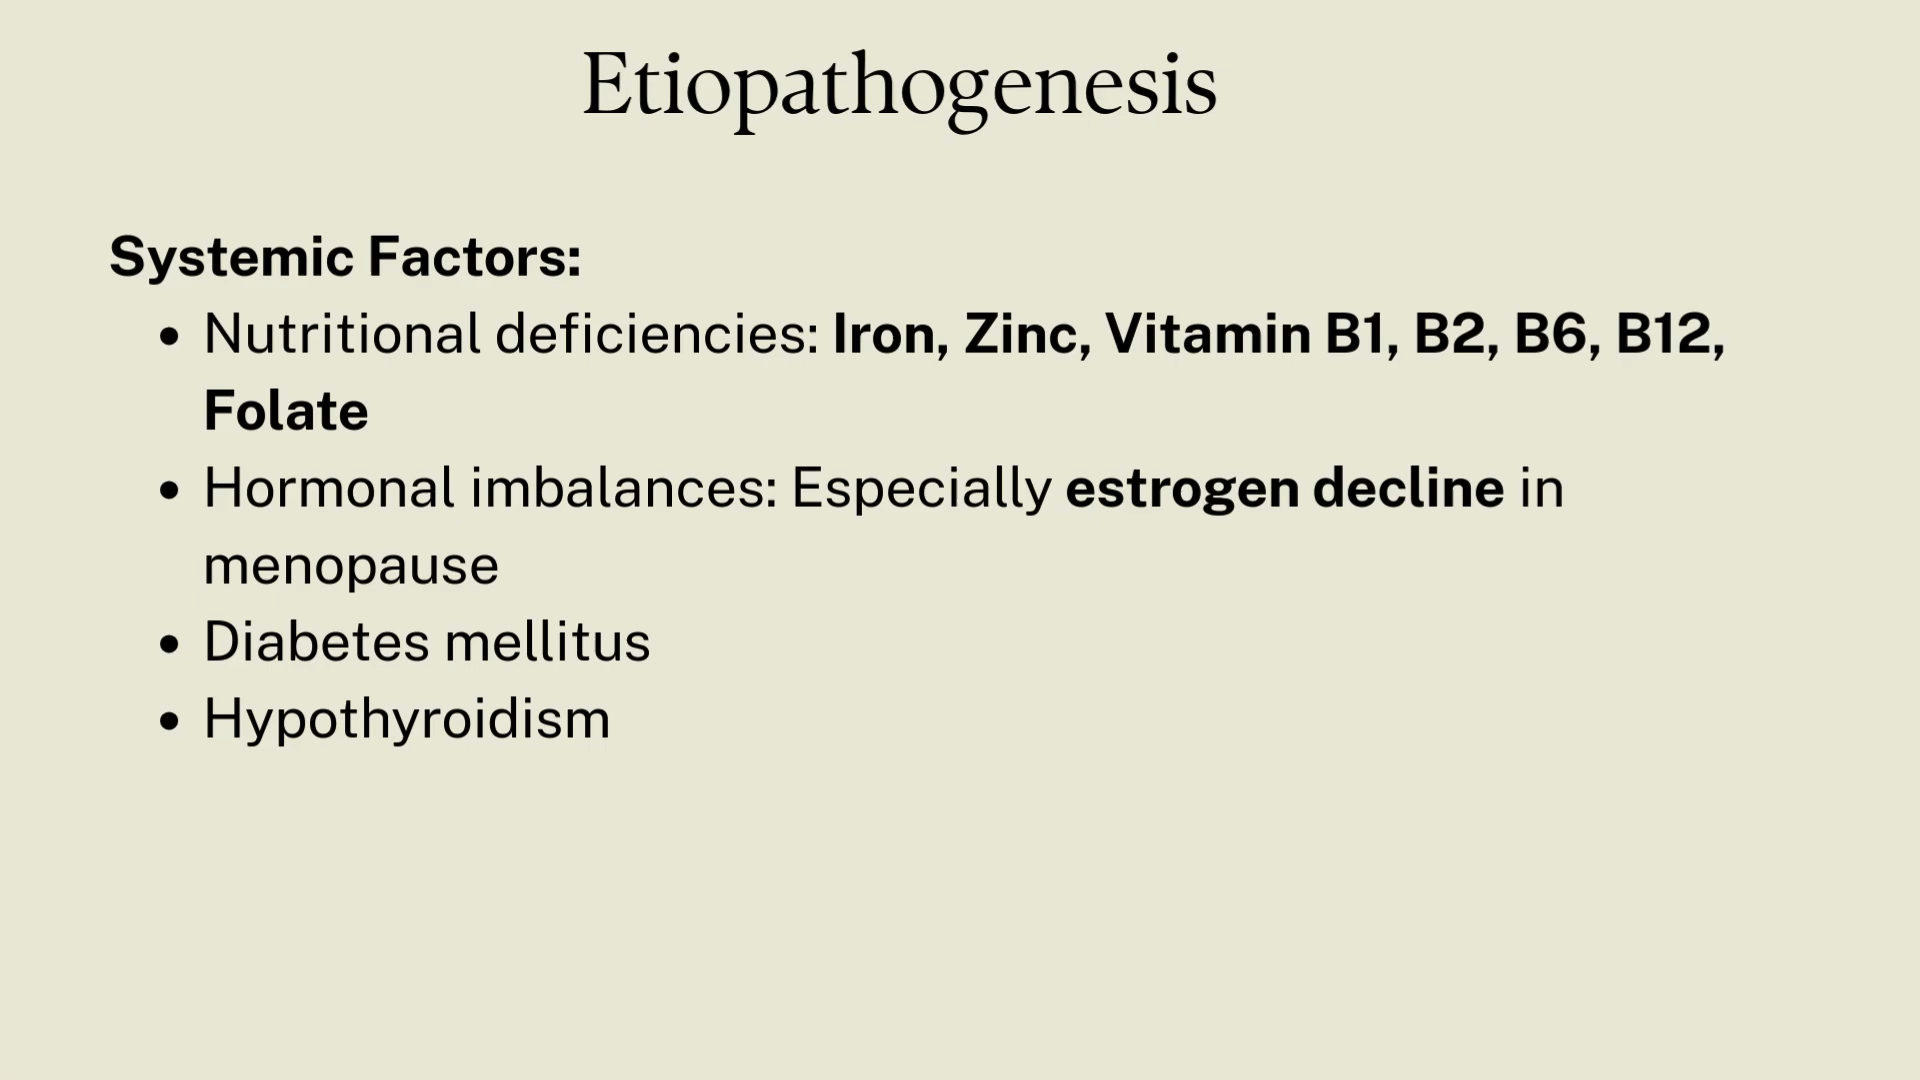 Etiopathogenesis
Systemic Factors:
• Nutritional deficiencies: Iron, Zinc, Vitamin B1, B2, B6, B12,
Folate
• Hormonal imbalances: Especially estrogen decline in
menopause
• Diabetes mellitus
• Hypothyroidism